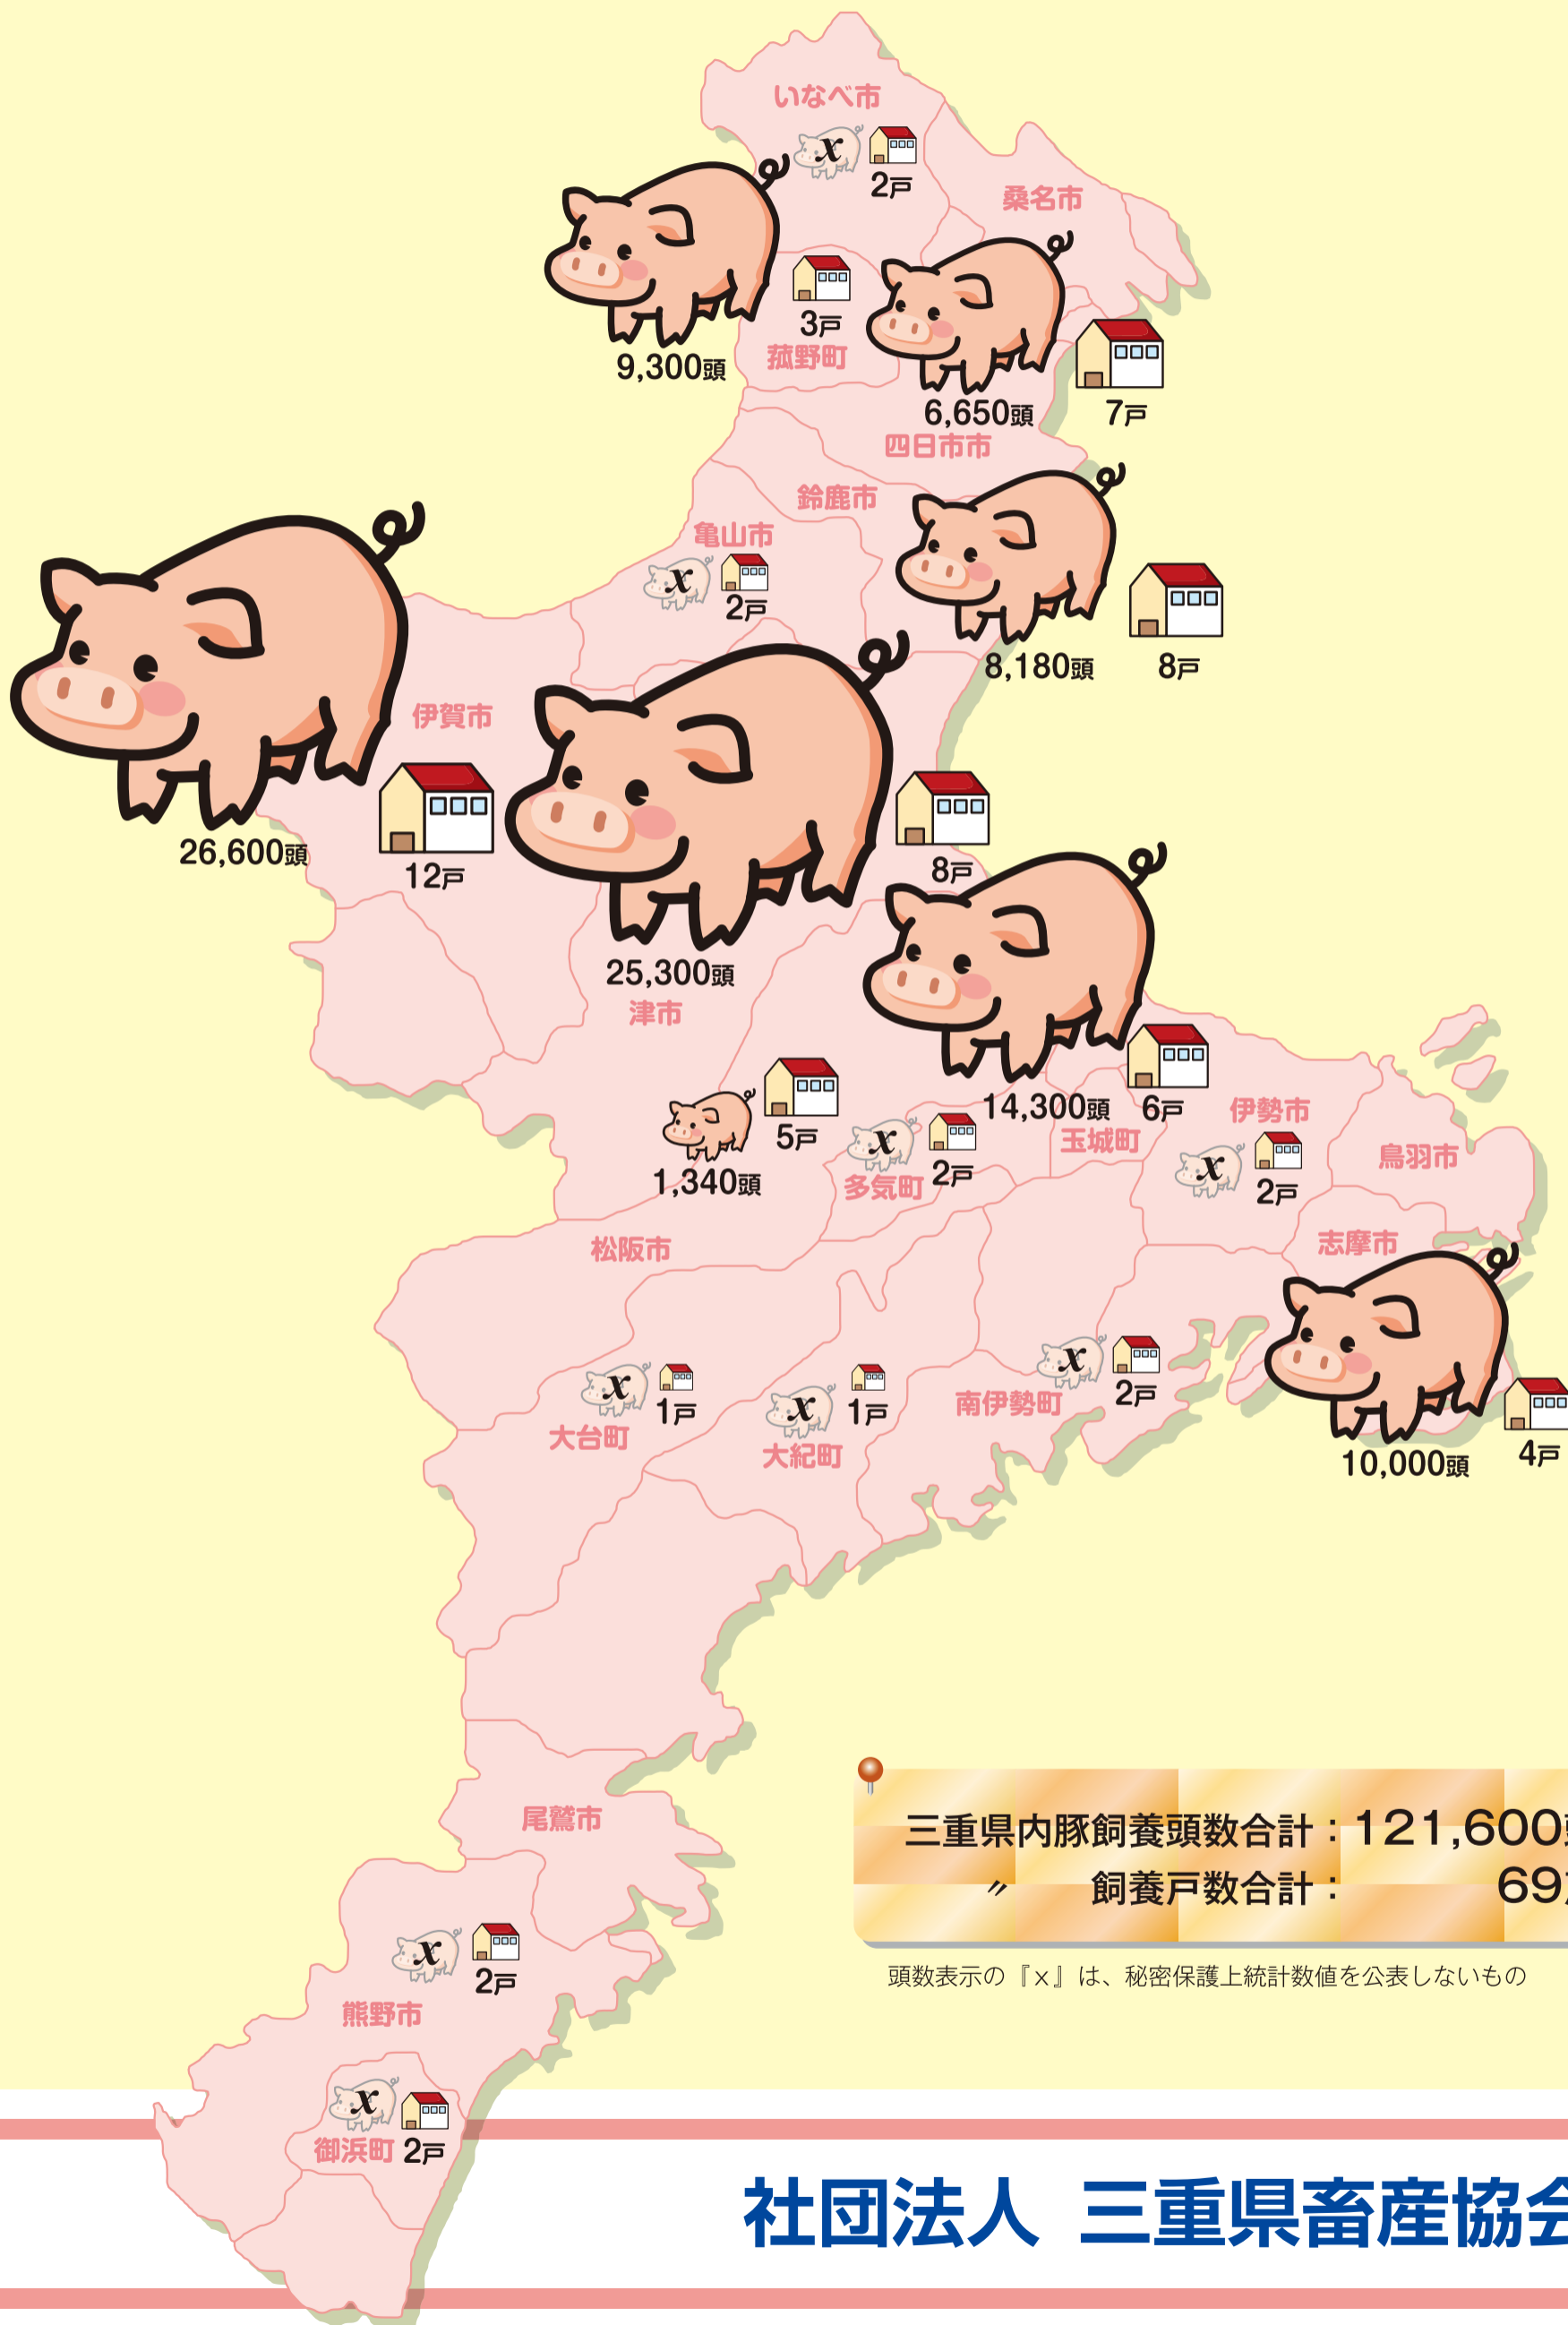 いなべ市
x
2戸
桑名市
9,300頭
3戸
菰野町
6,650頭
7戸
四日市市
鈴鹿市
亀山市
x
2戸
8,180頭
8戸
伊賀市
26,600頭
12戸
8戸
25,300頭
津市
14,300頭
6戸
玉城町
伊勢市
x
2戸
鳥羽市
5戸
1,340頭
x
2戸
多気町
志摩市
松阪市
10,000頭
4戸
x
1戸
大台町
x
1戸
大紀町
x
2戸
南伊勢町
尾鷲市
三重県内豚飼養頭数合計：121,600頭
〃 飼養戸数合計： 69戸
頭数表示の『x』は、秘密保護上統計数値を公表しないもの
x
2戸
熊野市
x
御浜町 2戸
社団法人 三重県畜産協会